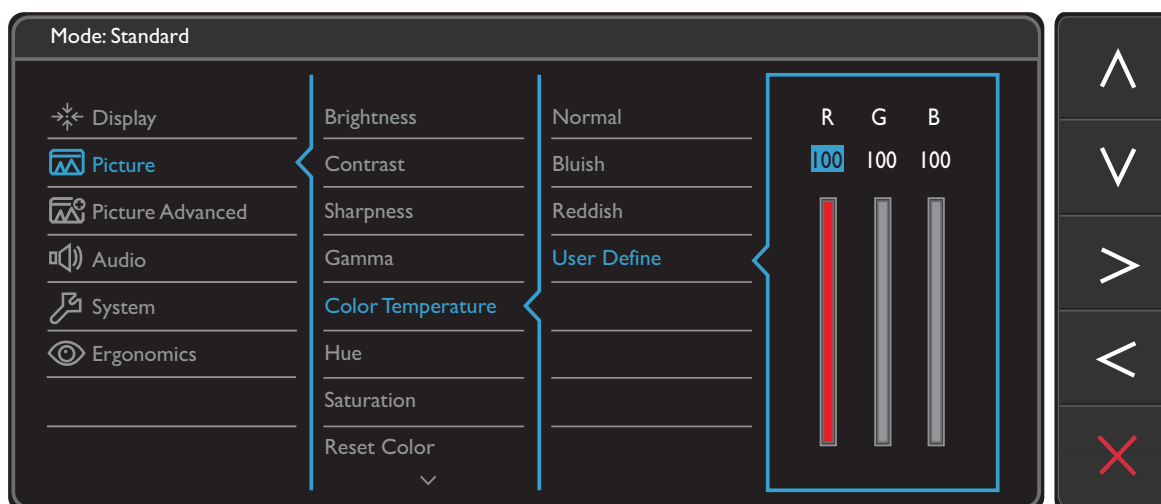 Mode: Standard
Display
Picture
Picture Advanced
Audio
System
Ergonomics
Brightness
Contrast
Sharpness
Gamma
Color Temperature
Hue
Saturation
Reset Color
Normal
Bluish
Reddish
User Define
R G B
100 100 100